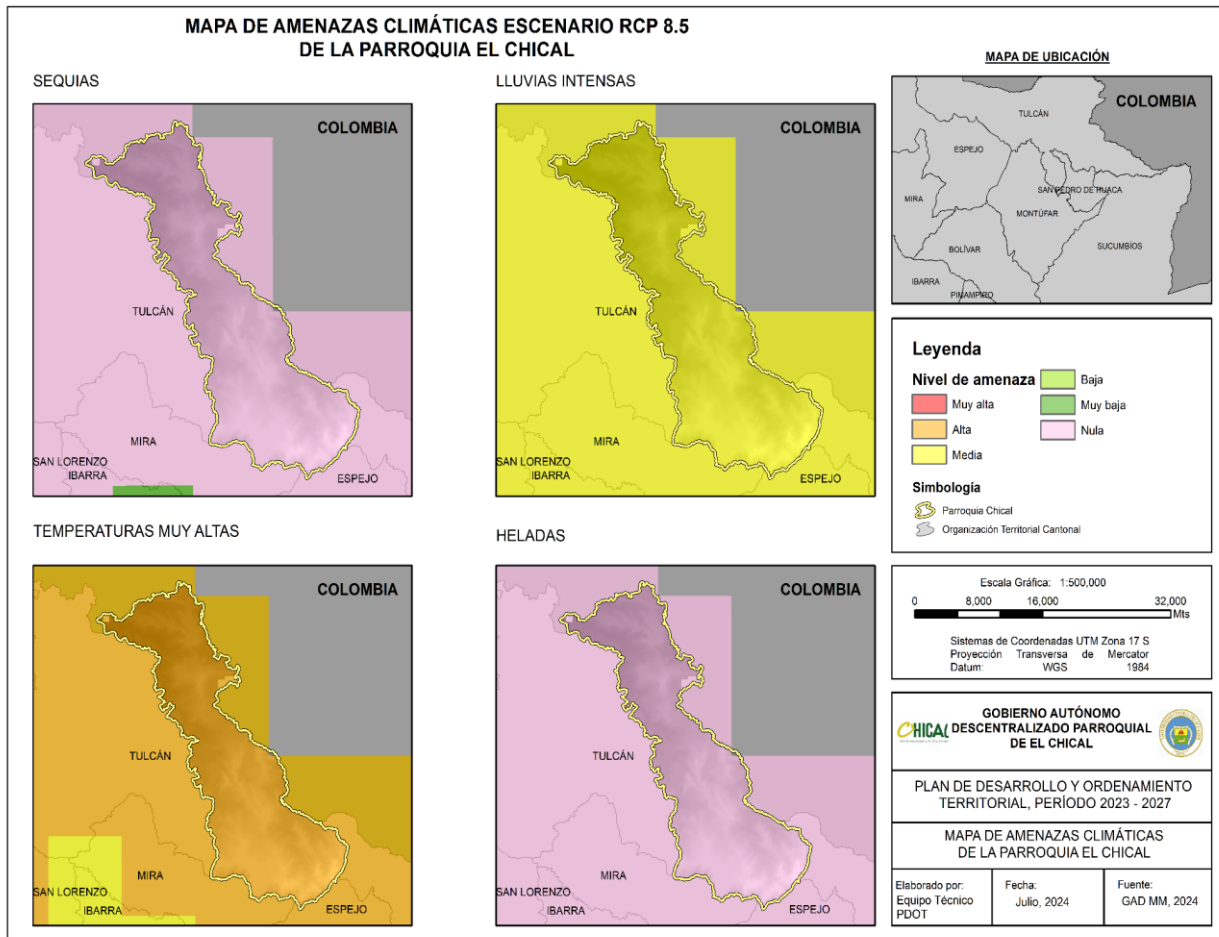 MAPA DE AMENAZAS CLIMÁTICAS ESCENARIO RCP 8.5
DE LA PARROQUIA EL CHICAL
SEQUIAS
COLOMBIA
TULCÁN
MIRA
SAN LORENZO
IBARRA
ESPEJO
LLUVIAS INTENSAS
COLOMBIA
TULCÁN
MIRA
SAN LORENZO
IBARRA
ESPEJO
TEMPERATURAS MUY ALTAS
COLOMBIA
TULCÁN
MIRA
SAN LORENZO
IBARRA
ESPEJO
HELADAS
COLOMBIA
TULCÁN
MIRA
SAN LORENZO
IBARRA
ESPEJO
MAPA DE UBICACIÓN
COLOMBIA
TULCÁN
ESPEJO
SAN PEDRO DE HUACA
MIRA
MONTÚFAR
BOLÍVAR
SUCUMBÍOS
IBARRA
PIMAMPIRO
Leyenda
Nivel de amenaza
Muy alta
Alta
Media
Baja
Muy baja
Nula
Simbología
Parroquia Chical
Organización Territorial Cantonal
Escala Gráfica: 1:500,000
0 8,000 16,000 32,000
Mts
Sistemas de Coordenadas UTM Zona 17 S
Proyección Transversa de Mercator
Datum: WGS 1984
CHICAL
GOBIERNO AUTÓNOMO
DESCENTRALIZADO PARROQUIAL
DE EL CHICAL
PLAN DE DESARROLLO Y ORDENAMIENTO
TERRITORIAL, PERÍODO 2023 - 2027
MAPA DE AMENAZAS CLIMÁTICAS
DE LA PARROQUIA EL CHICAL
Elaborado por:
Equipo Técnico
PDOT
Fecha:
Julio, 2024
Fuente:
GAD MM, 2024